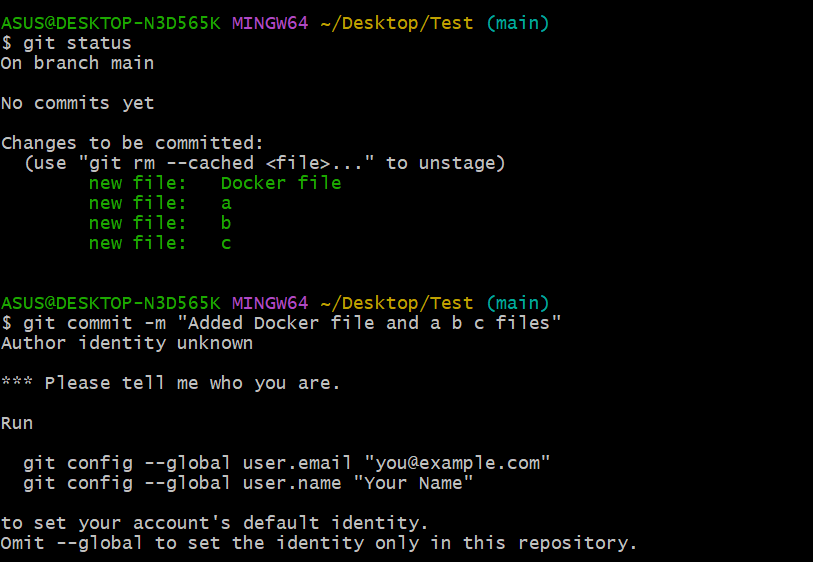 ASUS@DESKTOP-N3D565K MINGW64 ~/Desktop/Test (main)
$ git status
On branch main
No commits yet
Changes to be committed:
  (use "git rm --cached <file>..." to unstage)
        new file:   Docker file
        new file:   a
        new file:   b
        new file:   c
ASUS@DESKTOP-N3D565K MINGW64 ~/Desktop/Test (main)
$ git commit -m "Added Docker file and a b c files"
Author identity unknown
*** Please tell me who you are.
Run
  git config --global user.email "you@example.com"
  git config --global user.name "Your Name"
to set your account's default identity.
Omit --global to set the identity only in this repository.